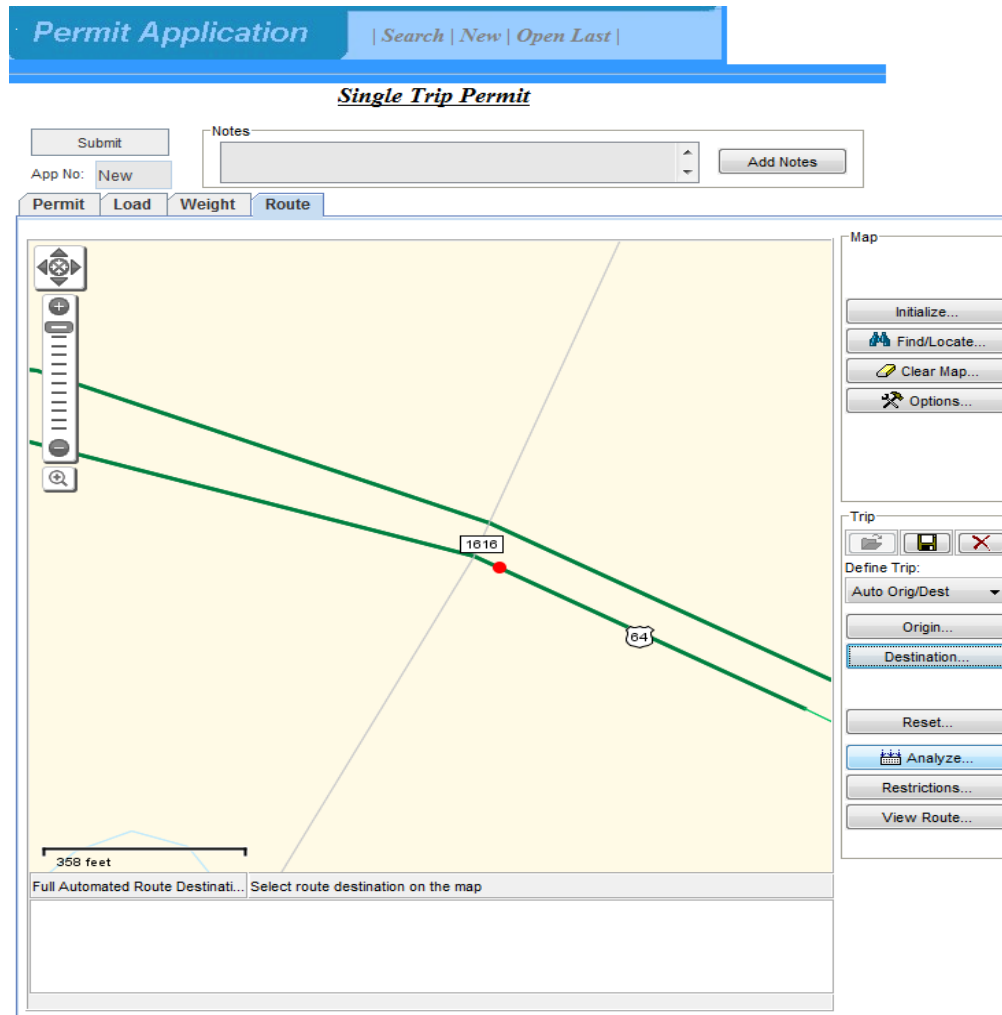 Permit Application
| Search | New | Open Last |
Single Trip Permit
Submit
Notes
Add Notes
App No: New
Permit Load Weight Route
Map
Initialize...
Find/Locate...
Clear Map...
Options...
1616
64
358 feet
Trip
Define Trip:
Auto Orig/Dest
Origin...
Destination...
Reset...
Analyze...
Restrictions...
View Route...
Full Automated Route Destinati... Select route destination on the map